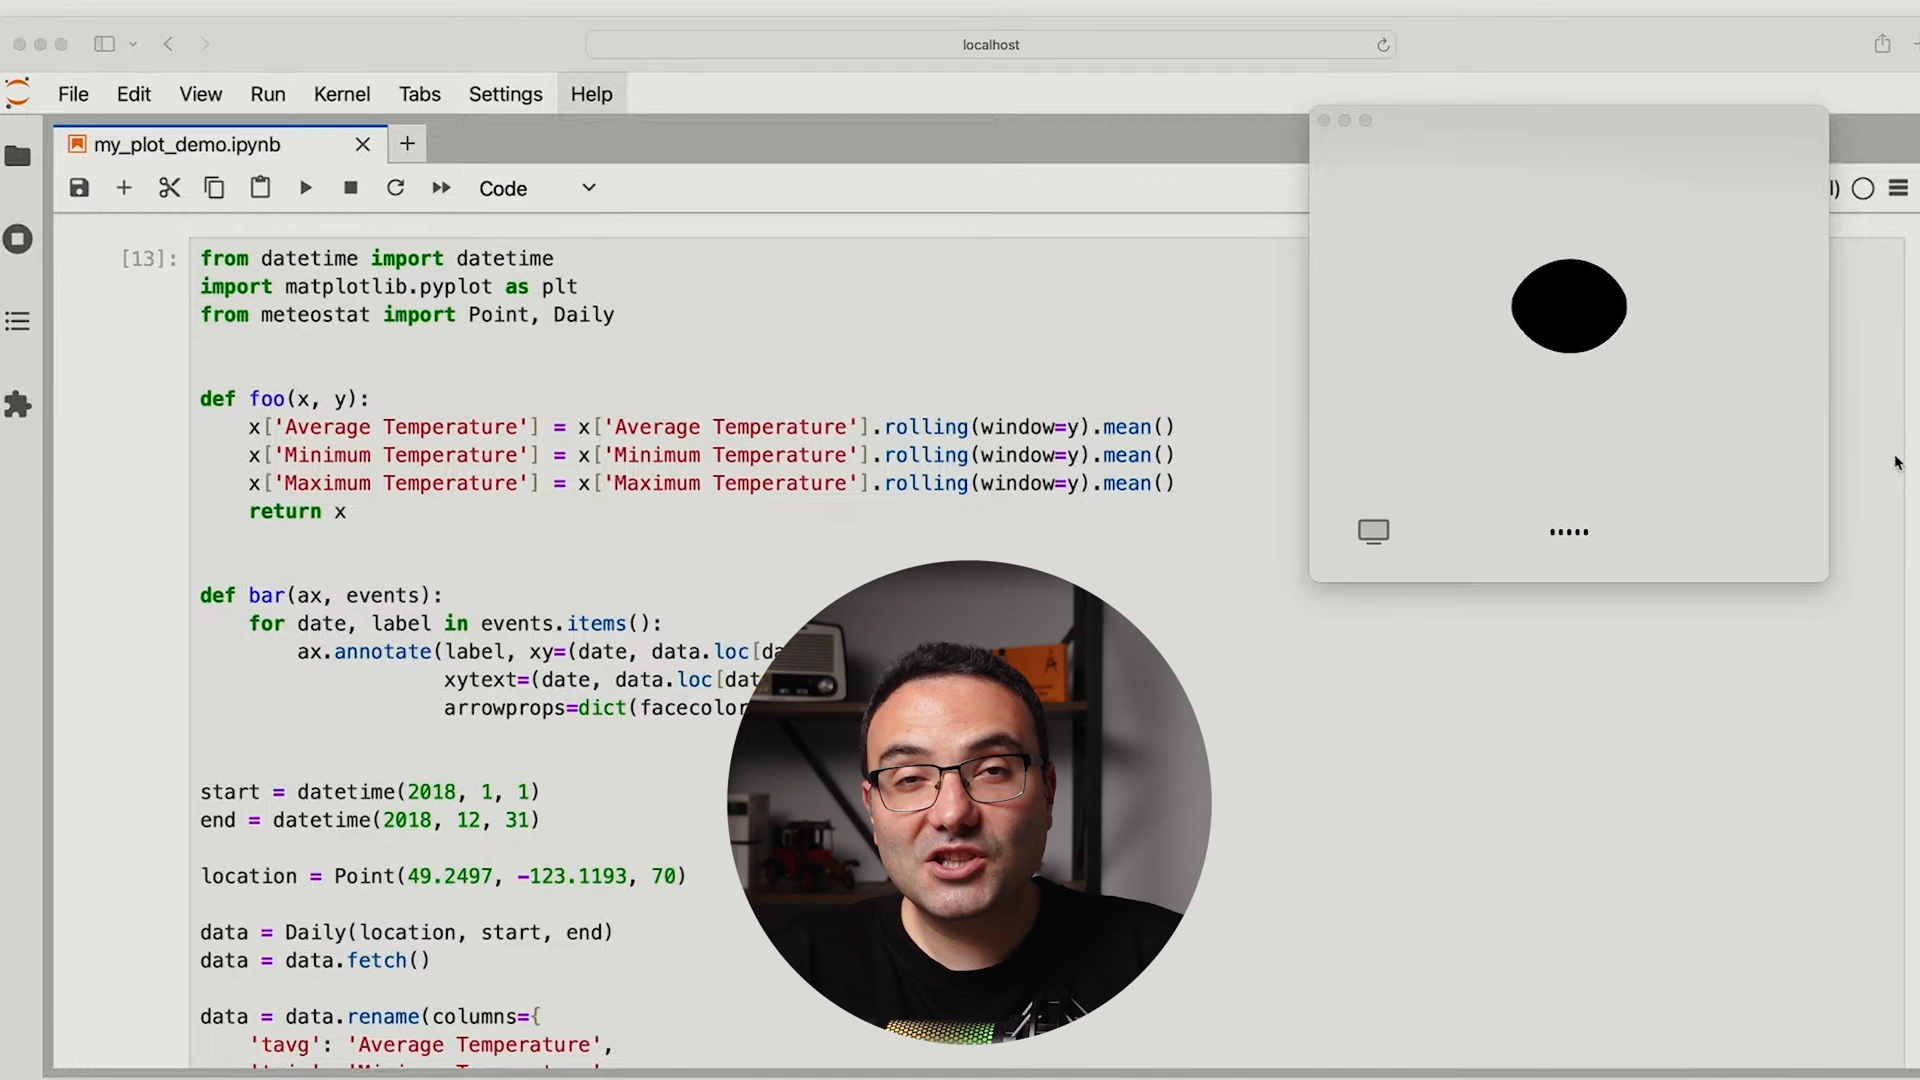 localhost
File Edit View Run Kernel Tabs Settings Help
my_plot_demo.ipynb
Code
[13]:
from datetime import datetime
import matplotlib.pyplot as plt
from meteostat import Point, Daily
def foo(x, y):
x['Average Temperature'] = x['Average Temperature'].rolling(window=y).mean()
x['Minimum Temperature'] = x['Minimum Temperature'].rolling(window=y).mean()
x['Maximum Temperature'] = x['Maximum Temperature'].rolling(window=y).mean()
return x
def bar(ax, events):
for date, label in events.items():
ax.annotate(label, xy=(date, data.loc[da
xytext=(date, data.loc[dat
arrowprops=dict(facecolor
start = datetime(2018, 1, 1)
end = datetime(2018, 12, 31)
location = Point(49.2497, -123.1193, 70)
data = Daily(location, start, end)
data = data.fetch()
data = data.rename(columns={
'tavg': 'Average Temperature',